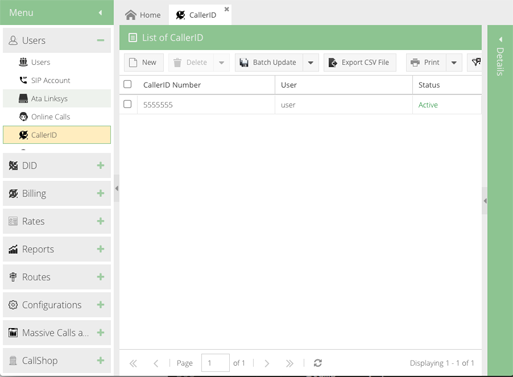 Menu
Home
CallerID
Users
Users
SIP Account
Ata Linksys
Online Calls
CallerID
DID
Billing
Rates
Reports
Routes
Configurations
Massive Calls a...
CallShop
List of CallerID
New
Delete
Batch Update
Export CSV File
Print
CallerID Number
User
Status
5555555
user
Active
Page
1
of 1
Displaying 1 - 1 of 1
Details